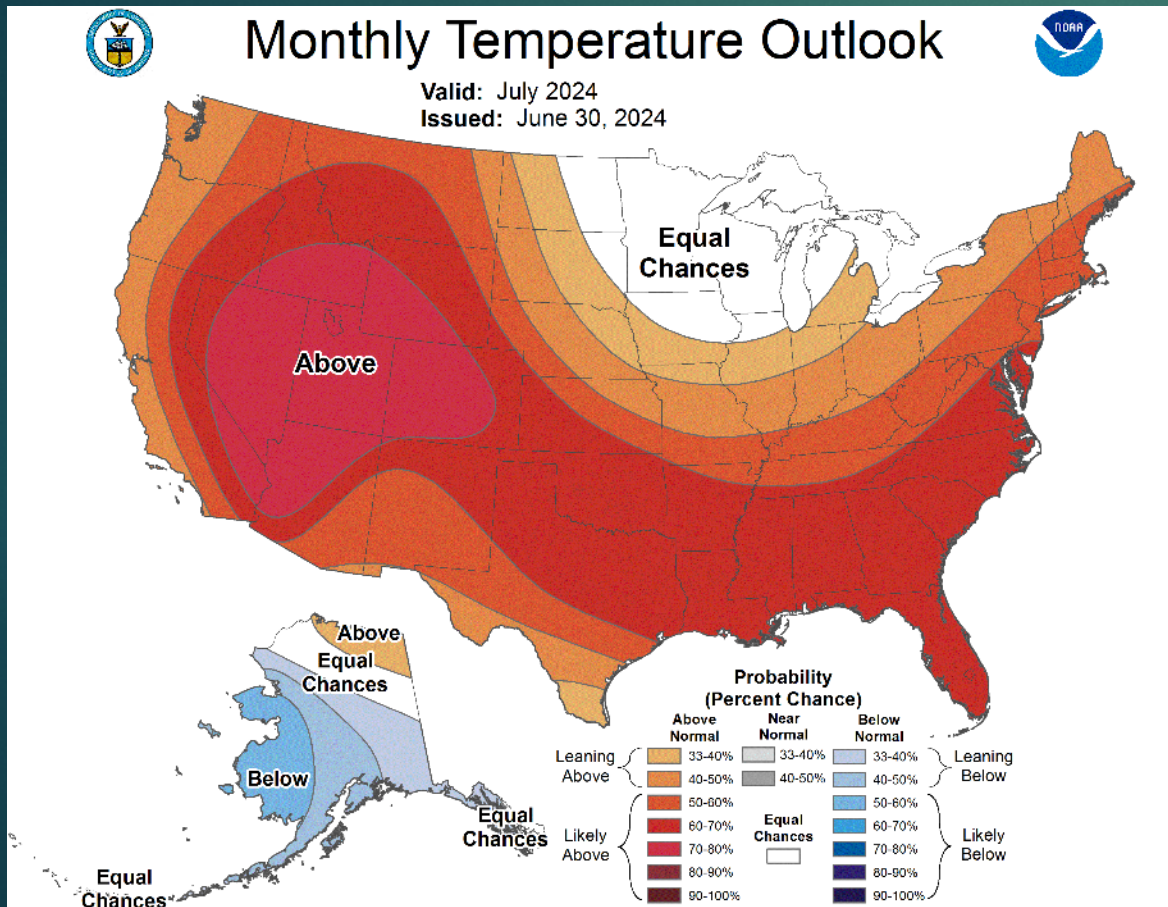 Monthly Temperature Outlook
NOAA
Valid: July 2024
Issued: June 30, 2024
Equal
Chances
Above
Above
Equal
Chances
Below
Equal
Chances
Equal
Chances
Probability
(Percent Chance)
Above
Normal
Near
Normal
Below
Normal
Leaning
Above
33-40%
33-40%
33-40%
Leaning
Below
40-50%
40-50%
40-50%
Likely
Above
50-60%
60-70%
70-80%
80-90%
90-100%
Equal
Chances
50-60%
60-70%
70-80%
80-90%
90-100%
Likely
Below